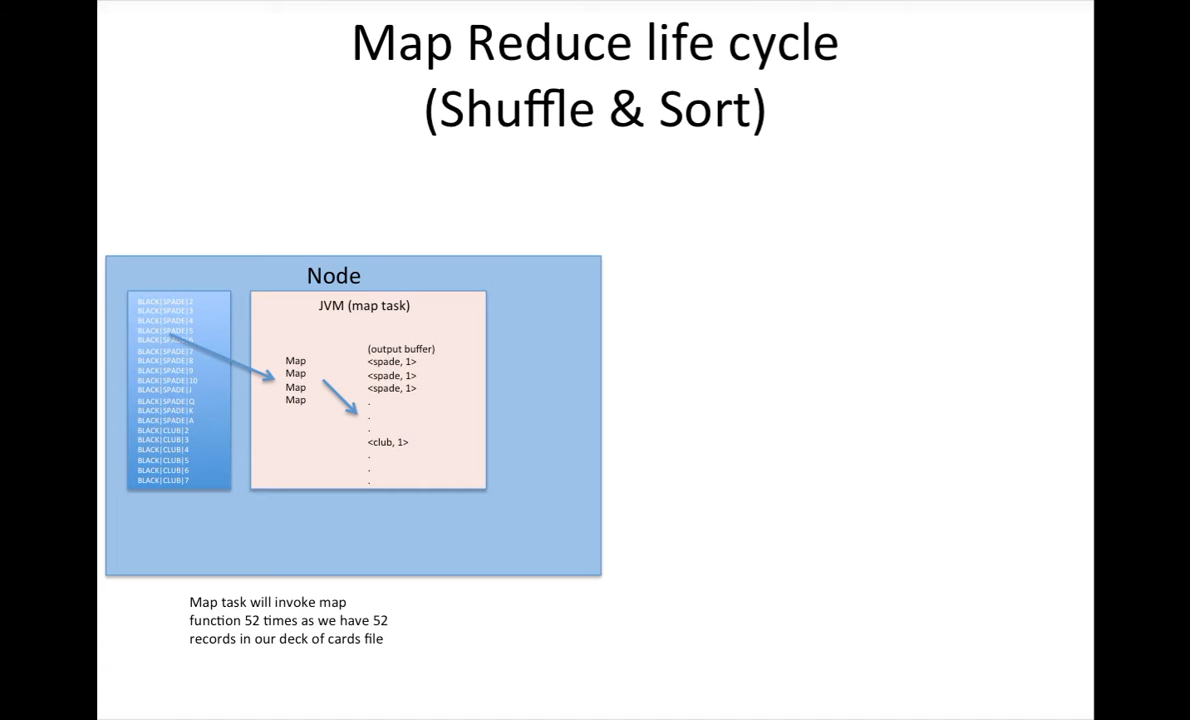 Map Reduce life cycle
(Shuffle & Sort)
Node
BLACK|SPADE|2
BLACK|SPADE|3
BLACK|SPADE|4
BLACK|SPADE|5
BLACK|SPADE|6
BLACK|SPADE|7
BLACK|SPADE|8
BLACK|SPADE|9
BLACK|SPADE|10
BLACK|SPADE|J
BLACK|SPADE|Q
BLACK|SPADE|K
BLACK|SPADE|A
BLACK|CLUB|2
BLACK|CLUB|3
BLACK|CLUB|4
BLACK|CLUB|5
BLACK|CLUB|6
BLACK|CLUB|7
JVM (map task)
Map
Map
Map
Map
(output buffer)
<spade, 1>
<spade, 1>
<spade, 1>
.
.
.
<club, 1>
.
.
.
Map task will invoke map
function 52 times as we have 52
records in our deck of cards file